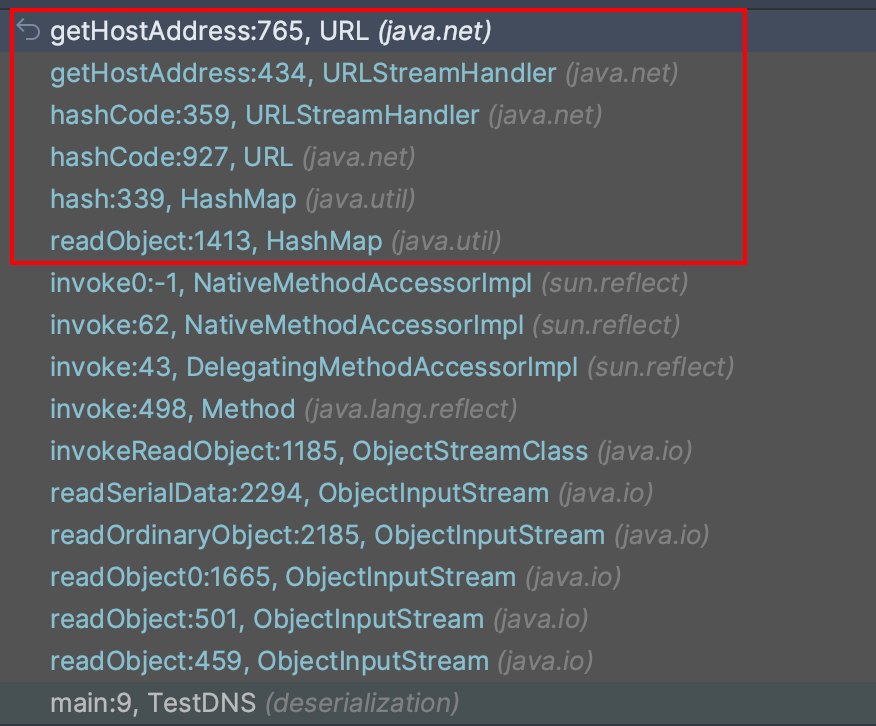 getHostAddress:765, URL (java.net)
getHostAddress:434, URLStreamHandler (java.net)
hashCode:359, URLStreamHandler (java.net)
hashCode:927, URL (java.net)
hash:339, HashMap (java.util)
readObject:1413, HashMap (java.util)
invoke0:-1, NativeMethodAccessorImpl (sun.reflect)
invoke:62, NativeMethodAccessorImpl (sun.reflect)
invoke:43, DelegatingMethodAccessorImpl (sun.reflect)
invoke:498, Method (java.lang.reflect)
invokeReadObject:1185, ObjectStreamClass (java.io)
readSerialData:2294, ObjectInputStream (java.io)
readOrdinaryObject:2185, ObjectInputStream (java.io)
readObject0:1665, ObjectInputStream (java.io)
readObject:501, ObjectInputStream (java.io)
readObject:459, ObjectInputStream (java.io)
main:9, TestDNS (deserialization)